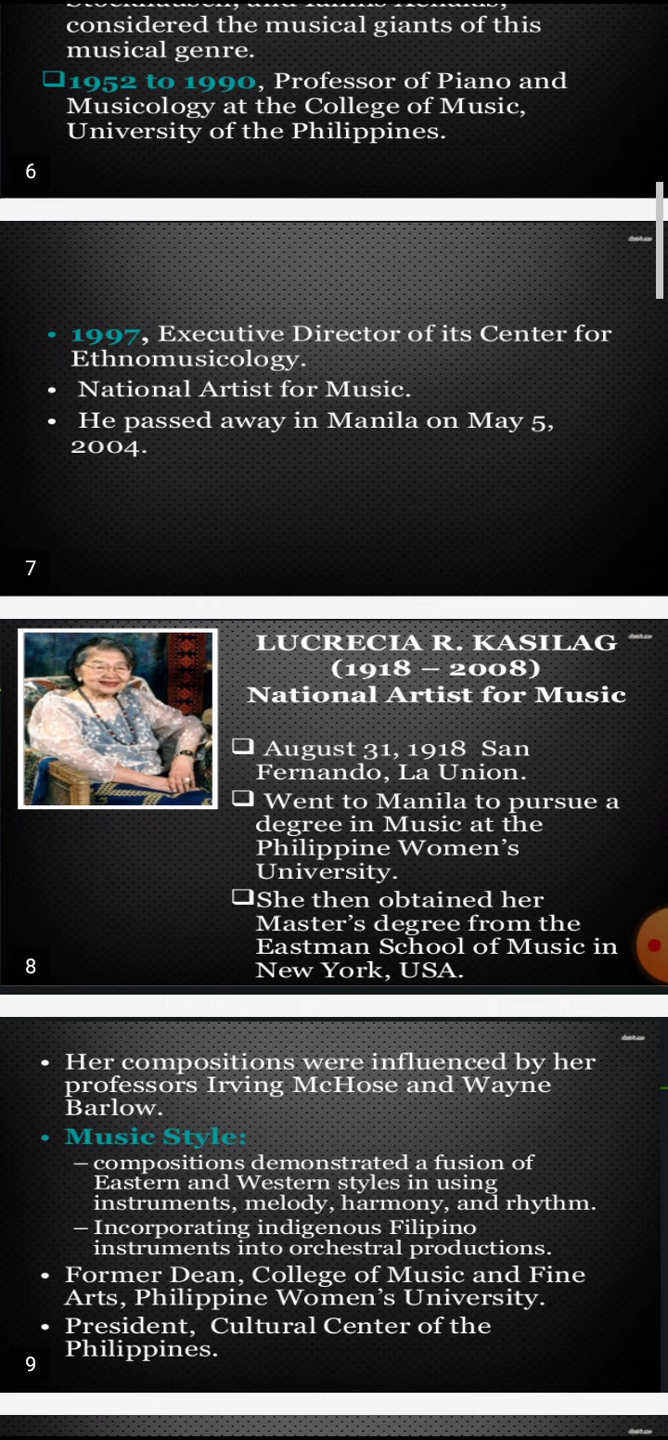 Stockhausen, and Iannis Xenakis,
considered the musical giants of this
musical genre.
1952 to 1990, Professor of Piano and
Musicology at the College of Music,
University of the Philippines.
6
• 1997, Executive Director of its Center for
Ethnomusicology.
• National Artist for Music.
• He passed away in Manila on May 5,
2004.
7
LUCRECIA R. KASILAG
(1918 – 2008)
National Artist for Music
❑ August 31, 1918 San
Fernando, La Union.
❑ Went to Manila to pursue a
degree in Music at the
Philippine Women's
University.
❑She then obtained her
Master's degree from the
Eastman School of Music in
New York, USA.
8
• Her compositions were influenced by her
professors Irving McHose and Wayne
Barlow.
• Music Style:
– compositions demonstrated a fusion of
Eastern and Western styles in using
instruments, melody, harmony, and rhythm.
– Incorporating indigenous Filipino
instruments into orchestral productions.
• Former Dean, College of Music and Fine
Arts, Philippine Women's University.
• President, Cultural Center of the
Philippines.
9